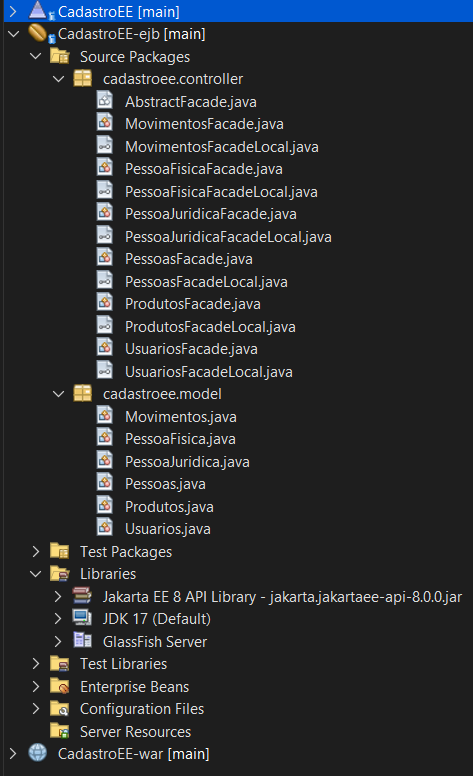 CadastroEE [main]
CadastroEE-ejb [main]
Source Packages
cadastroee.controller
AbstractFacade.java
MovimentosFacade.java
MovimentosFacadeLocal.java
PessoaFisicaFacade.java
PessoaFisicaFacadeLocal.java
PessoaJuridicaFacade.java
PessoaJuridicaFacadeLocal.java
PessoasFacade.java
PessoasFacadeLocal.java
ProdutosFacade.java
ProdutosFacadeLocal.java
UsuariosFacade.java
UsuariosFacadeLocal.java
cadastroee.model
Movimentos.java
PessoaFisica.java
PessoaJuridica.java
Pessoas.java
Produtos.java
Usuarios.java
Test Packages
Libraries
Jakarta EE 8 API Library - jakarta.jakartaee-api-8.0.0.jar
JDK 17 (Default)
GlassFish Server
Test Libraries
Enterprise Beans
Configuration Files
Server Resources
CadastroEE-war [main]